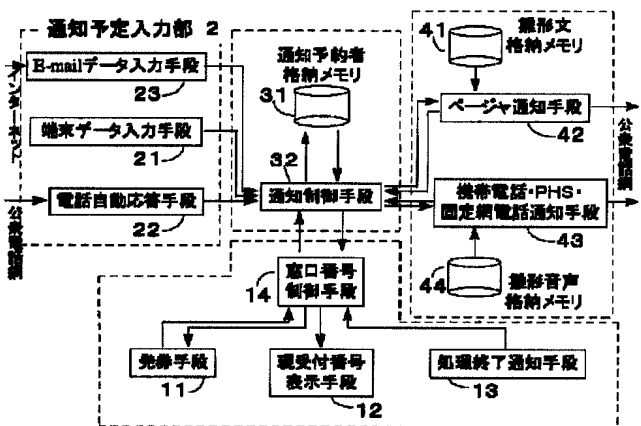 通知予定入力部 2
E-mailデータ入力手段
23
端末データ入力手段
21
電話自動応答手段
22
インターネット
公衆電話網
通知予約者
格納メモリ
31
32
通知制御手段
41
雛形文
格納メモリ
ページャ通知手段
42
公衆電話網
携帯電話・PHS・
固定網電話通知手段
43
44
雛形音声
格納メモリ
14
窓口番号
制御手段
発券手段
11
現受付番号
表示手段
12
処理終了通知手段
13